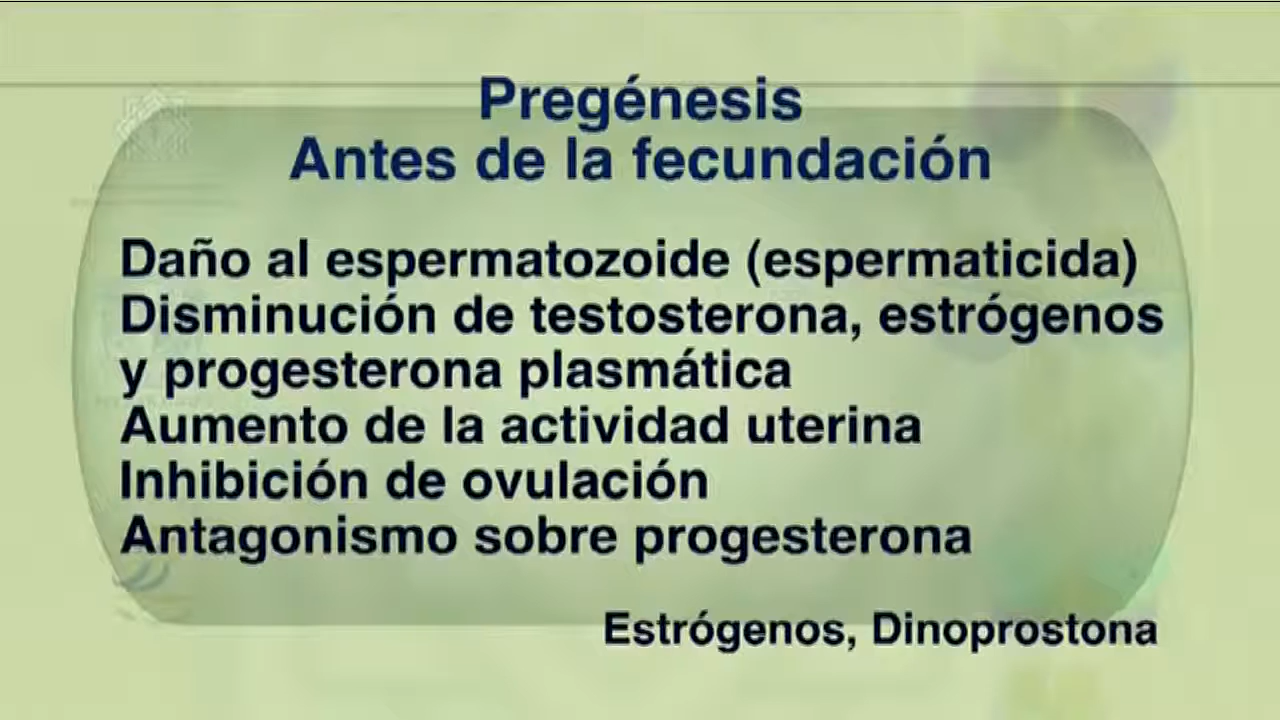 Pregénesis
Antes de la fecundación
Daño al espermatozoide (espermaticida)
Disminución de testosterona, estrógenos
y progesterona plasmática
Aumento de la actividad uterina
Inhibición de ovulación
Antagonismo sobre progesterona
Estrógenos, Dinoprostona